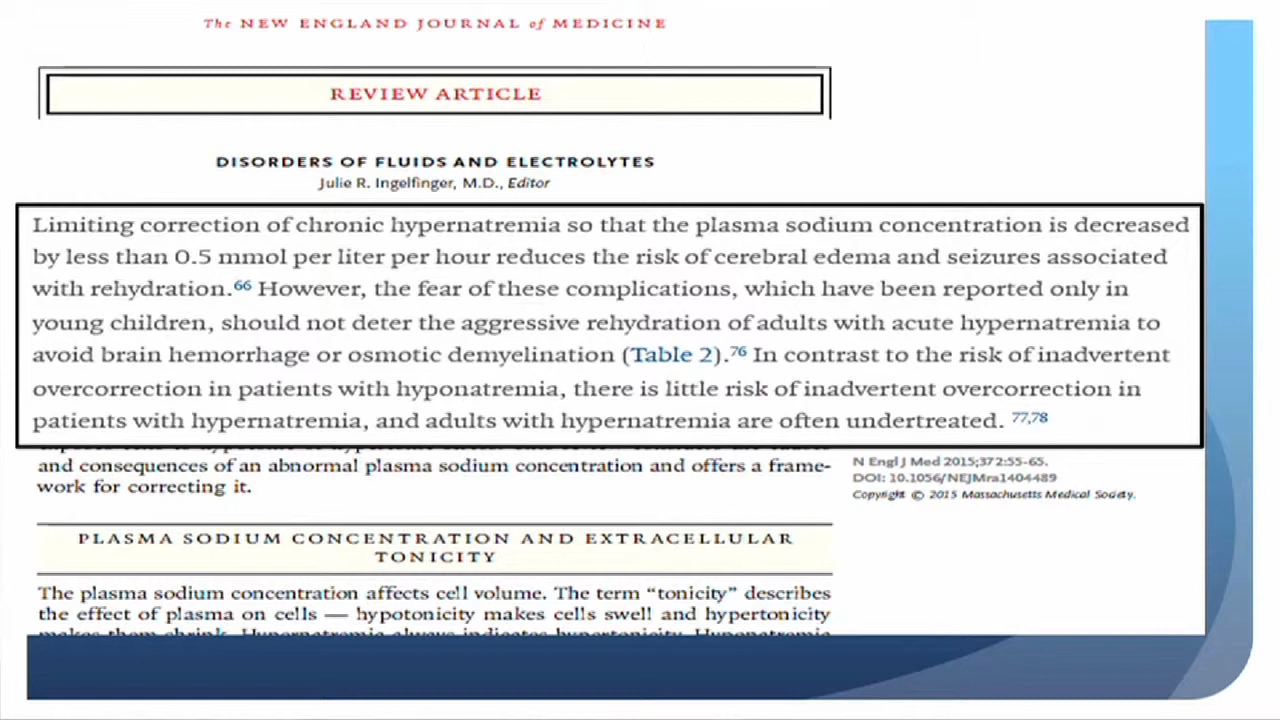 The NEW ENGLAND JOURNAL of MEDICINE
REVIEW ARTICLE
DISORDERS OF FLUIDS AND ELECTROLYTES
Julie R. Ingelfinger, M.D., Editor
Limiting correction of chronic hypernatremia so that the plasma sodium concentration is decreased
by less than 0.5 mmol per liter per hour reduces the risk of cerebral edema and seizures associated
with rehydration.66 However, the fear of these complications, which have been reported only in
young children, should not deter the aggressive rehydration of adults with acute hypernatremia to
avoid brain hemorrhage or osmotic demyelination (Table 2).76 In contrast to the risk of inadvertent
overcorrection in patients with hyponatremia, there is little risk of inadvertent overcorrection in
patients with hypernatremia, and adults with hypernatremia are often undertreated. 77,78
and consequences of an abnormal plasma sodium concentration and offers a frame-
work for correcting it.
N Engl J Med 2015;372:55-65.
DOI: 10.1056/NEJMra1404489
Copyright © 2015 Massachusetts Medical Society.
PLASMA SODIUM CONCENTRATION AND EXTRACELLULAR
TONICITY
The plasma sodium concentration affects cell volume. The term “tonicity” describes
the effect of plasma on cells — hypotonicity makes cells swell and hypertonicity
makes them shrink. Hypernatremia always indicates hypertonicity. Hyponatremia